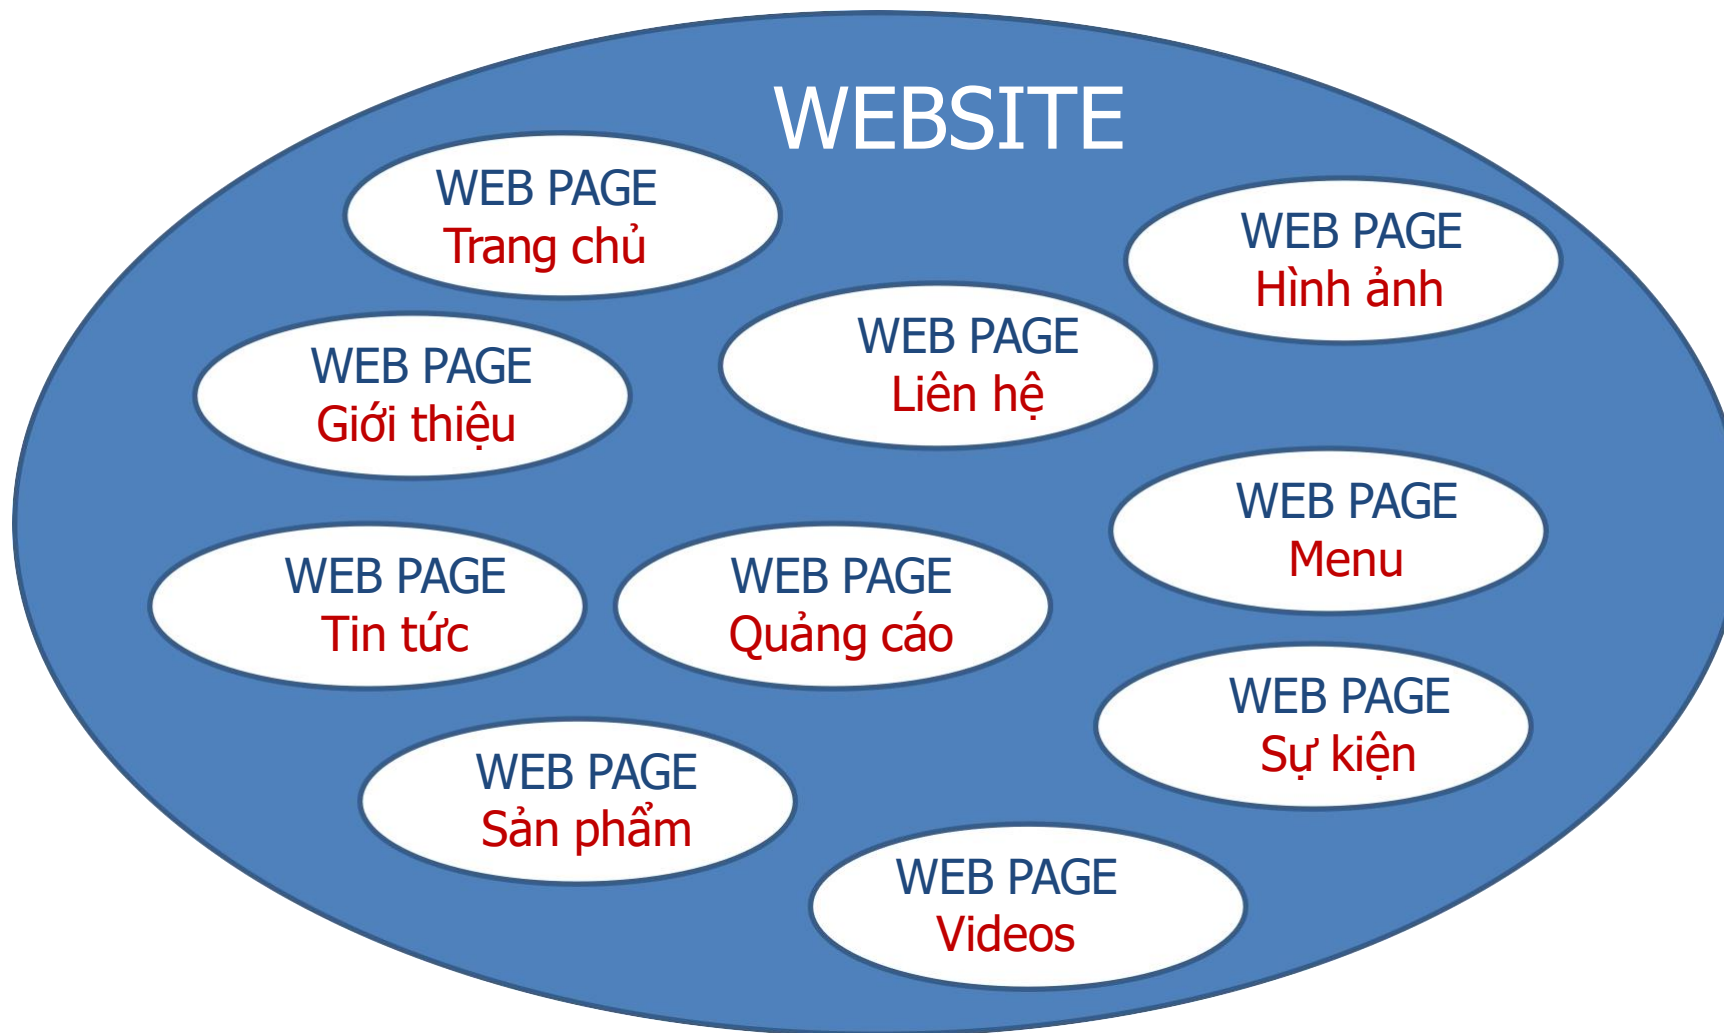 WEBSITE
WEB PAGE
Trang chủ
WEB PAGE
Hình ảnh
WEB PAGE
Giới thiệu
WEB PAGE
Liên hệ
WEB PAGE
Menu
WEB PAGE
Tin tức
WEB PAGE
Quảng cáo
WEB PAGE
Sự kiện
WEB PAGE
Sản phẩm
WEB PAGE
Videos